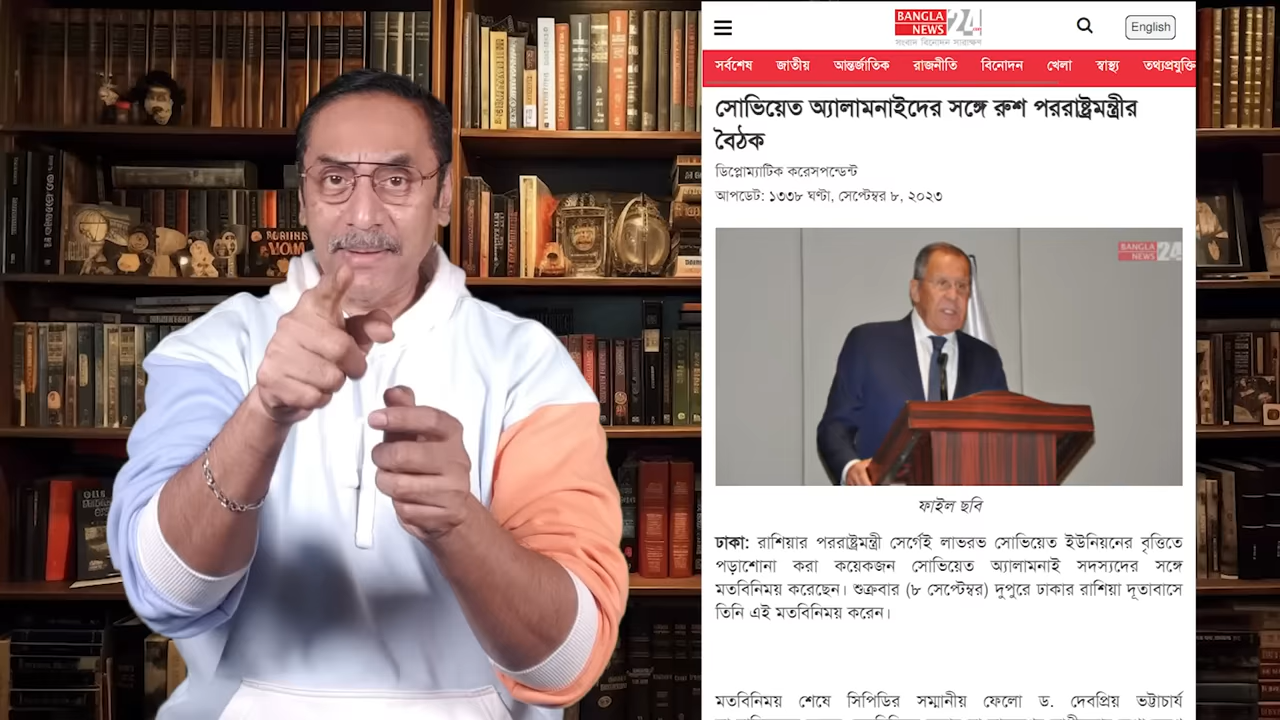 BANGLA
NEWS 24
সংবাদ বিনোদন সারাক্ষণ
English
সর্বশেষ জাতীয় আন্তর্জাতিক রাজনীতি বিনোদন খেলা স্বাস্থ্য তথ্যপ্রযুক্তি
সোভিয়েত অ্যালামনাইদের সঙ্গে রুশ পররাষ্ট্রমন্ত্রীর
বৈঠক
ডিপ্লোম্যাটিক করেসপন্ডেন্ট
আপডেট: ১৩৩৮ ঘণ্টা, সেপ্টেম্বর ৮, ২০২৩
BANGLA
NEWS 24
ফাইল ছবি
ঢাকা: রাশিয়ার পররাষ্ট্রমন্ত্রী সের্গেই লাভরভ সোভিয়েত ইউনিয়নের বৃত্তিতে
পড়াশোনা করা কয়েকজন সোভিয়েত অ্যালামনাই সদস্যদের সঙ্গে
মতবিনিময় করেছেন। শুক্রবার (৮ সেপ্টেম্বর) দুপুরে ঢাকার রাশিয়া দূতাবাসে
তিনি এই মতবিনিময় করেন।
মতবিনিময় শেষে সিপিডির সম্মানীয় ফেলো ড. দেবপ্রিয় ভট্টাচার্য